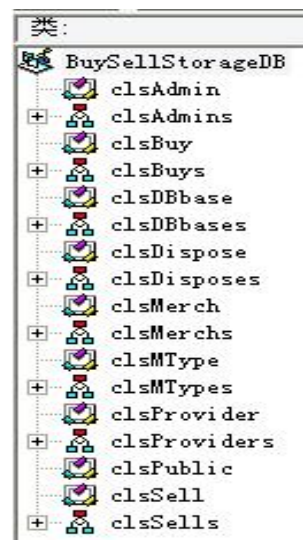 类:
BuySellStorageDB
clsAdmin
clsAdmins
clsBuy
clsBuys
clsDBbase
clsDBbases
clsDispose
clsDisposes
clsMerch
clsMerchs
clsMType
clsMTypes
clsProvider
clsProviders
clsPublic
clsSell
clsSells